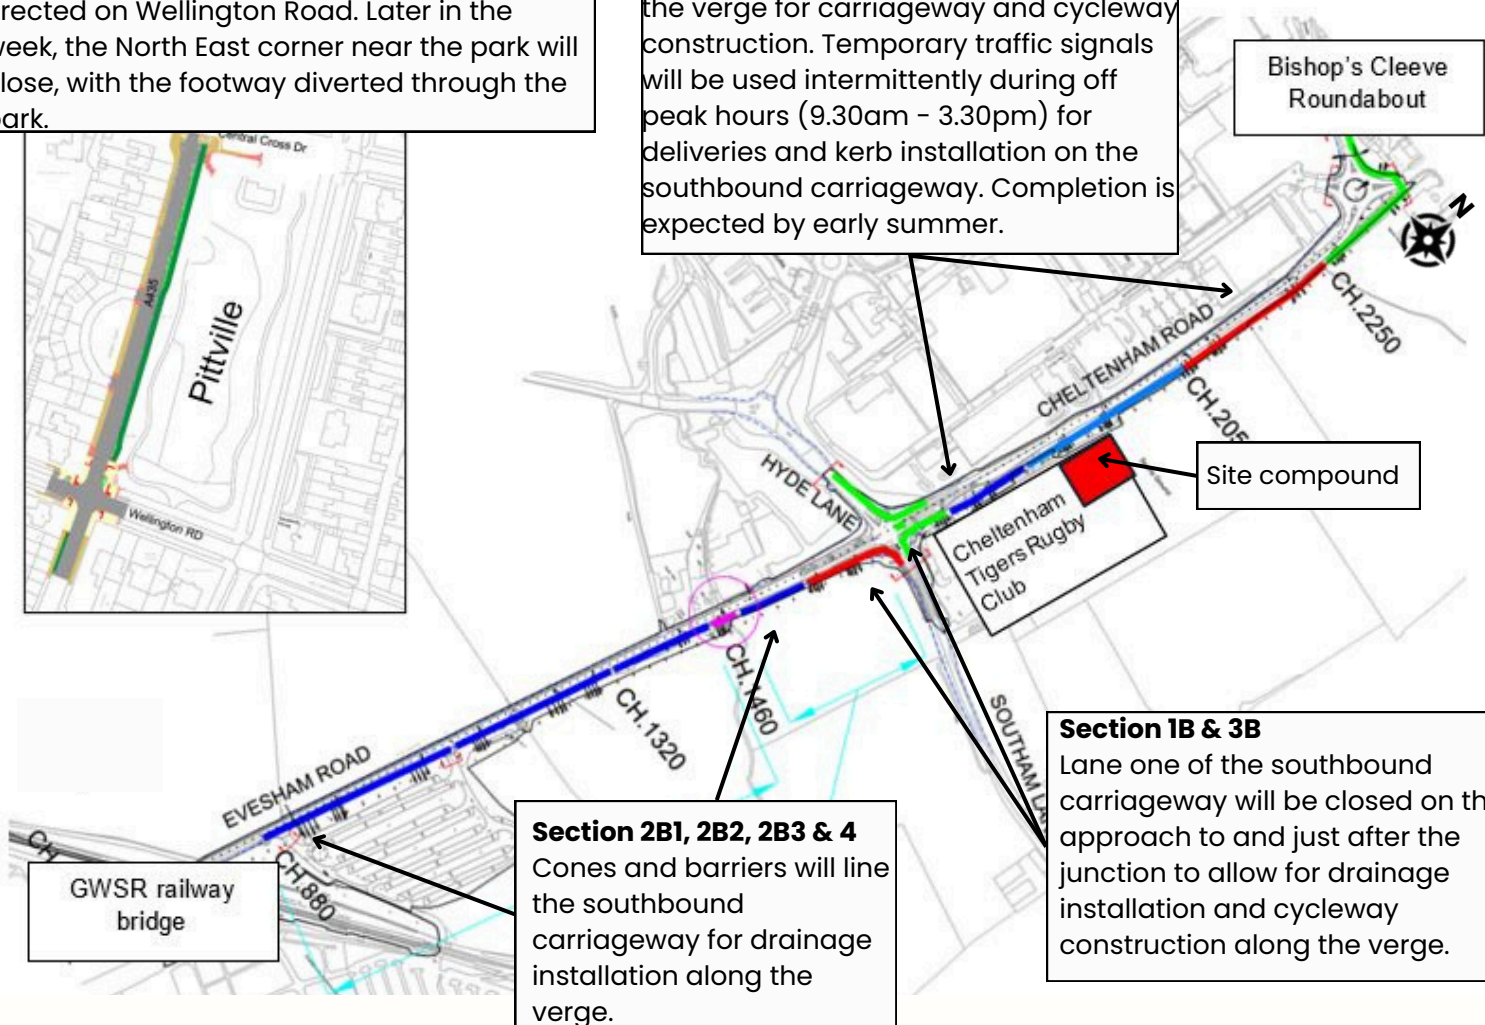 rected on Wellington Road. Later in the
week, the North East corner near the park will
lose, with the footway diverted through the
park.
the verge for carriageway and cycleway
construction. Temporary traffic signals
will be used intermittently during off
peak hours (9.30am - 3.30pm) for
deliveries and kerb installation on the
southbound carriageway. Completion is
expected by early summer.
Bishop's Cleeve
Roundabout
N
Central Cross Dr
A435
Pittville
Wellington RD
CH.2250
CHELTENHAM ROAD
CH.205
HYDE LANE
Site compound
Cheltenham
Tigers Rugby
Club
CH.1460
CH.1320
SOUTHAM LA
EVESHAM ROAD
CH
CH.880
GWSR railway
bridge
Section 2B1, 2B2, 2B3 & 4
Cones and barriers will line
the southbound
carriageway for drainage
installation along the
verge.
Section 1B & 3B
Lane one of the southbound
carriageway will be closed on th
approach to and just after the
junction to allow for drainage
installation and cycleway
construction along the verge.